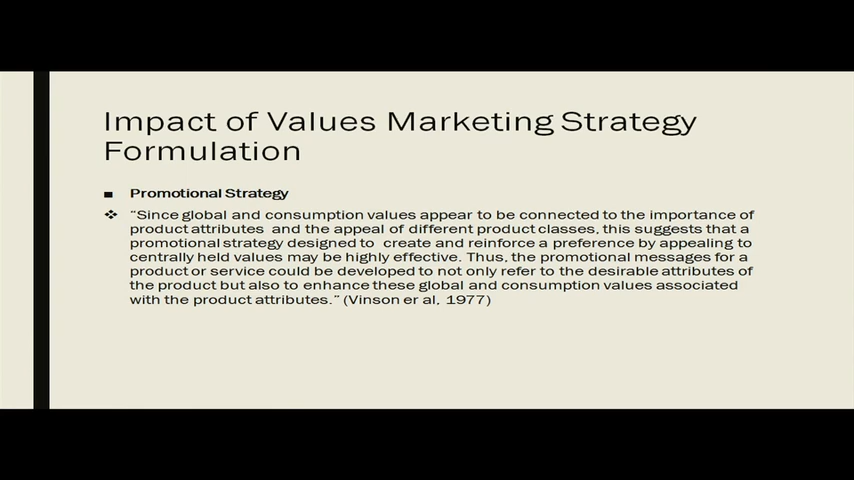 Impact of Values Marketing Strategy
Formulation
■ Promotional Strategy
❖ “Since global and consumption values appear to be connected to the importance of
product attributes and the appeal of different product classes, this suggests that a
promotional strategy designed to create and reinforce a preference by appealing to
centrally held values may be highly effective. Thus, the promotional messages for a
product or service could be developed to not only refer to the desirable attributes of
the product but also to enhance these global and consumption values associated
with the product attributes.” (Vinson er al, 1977)